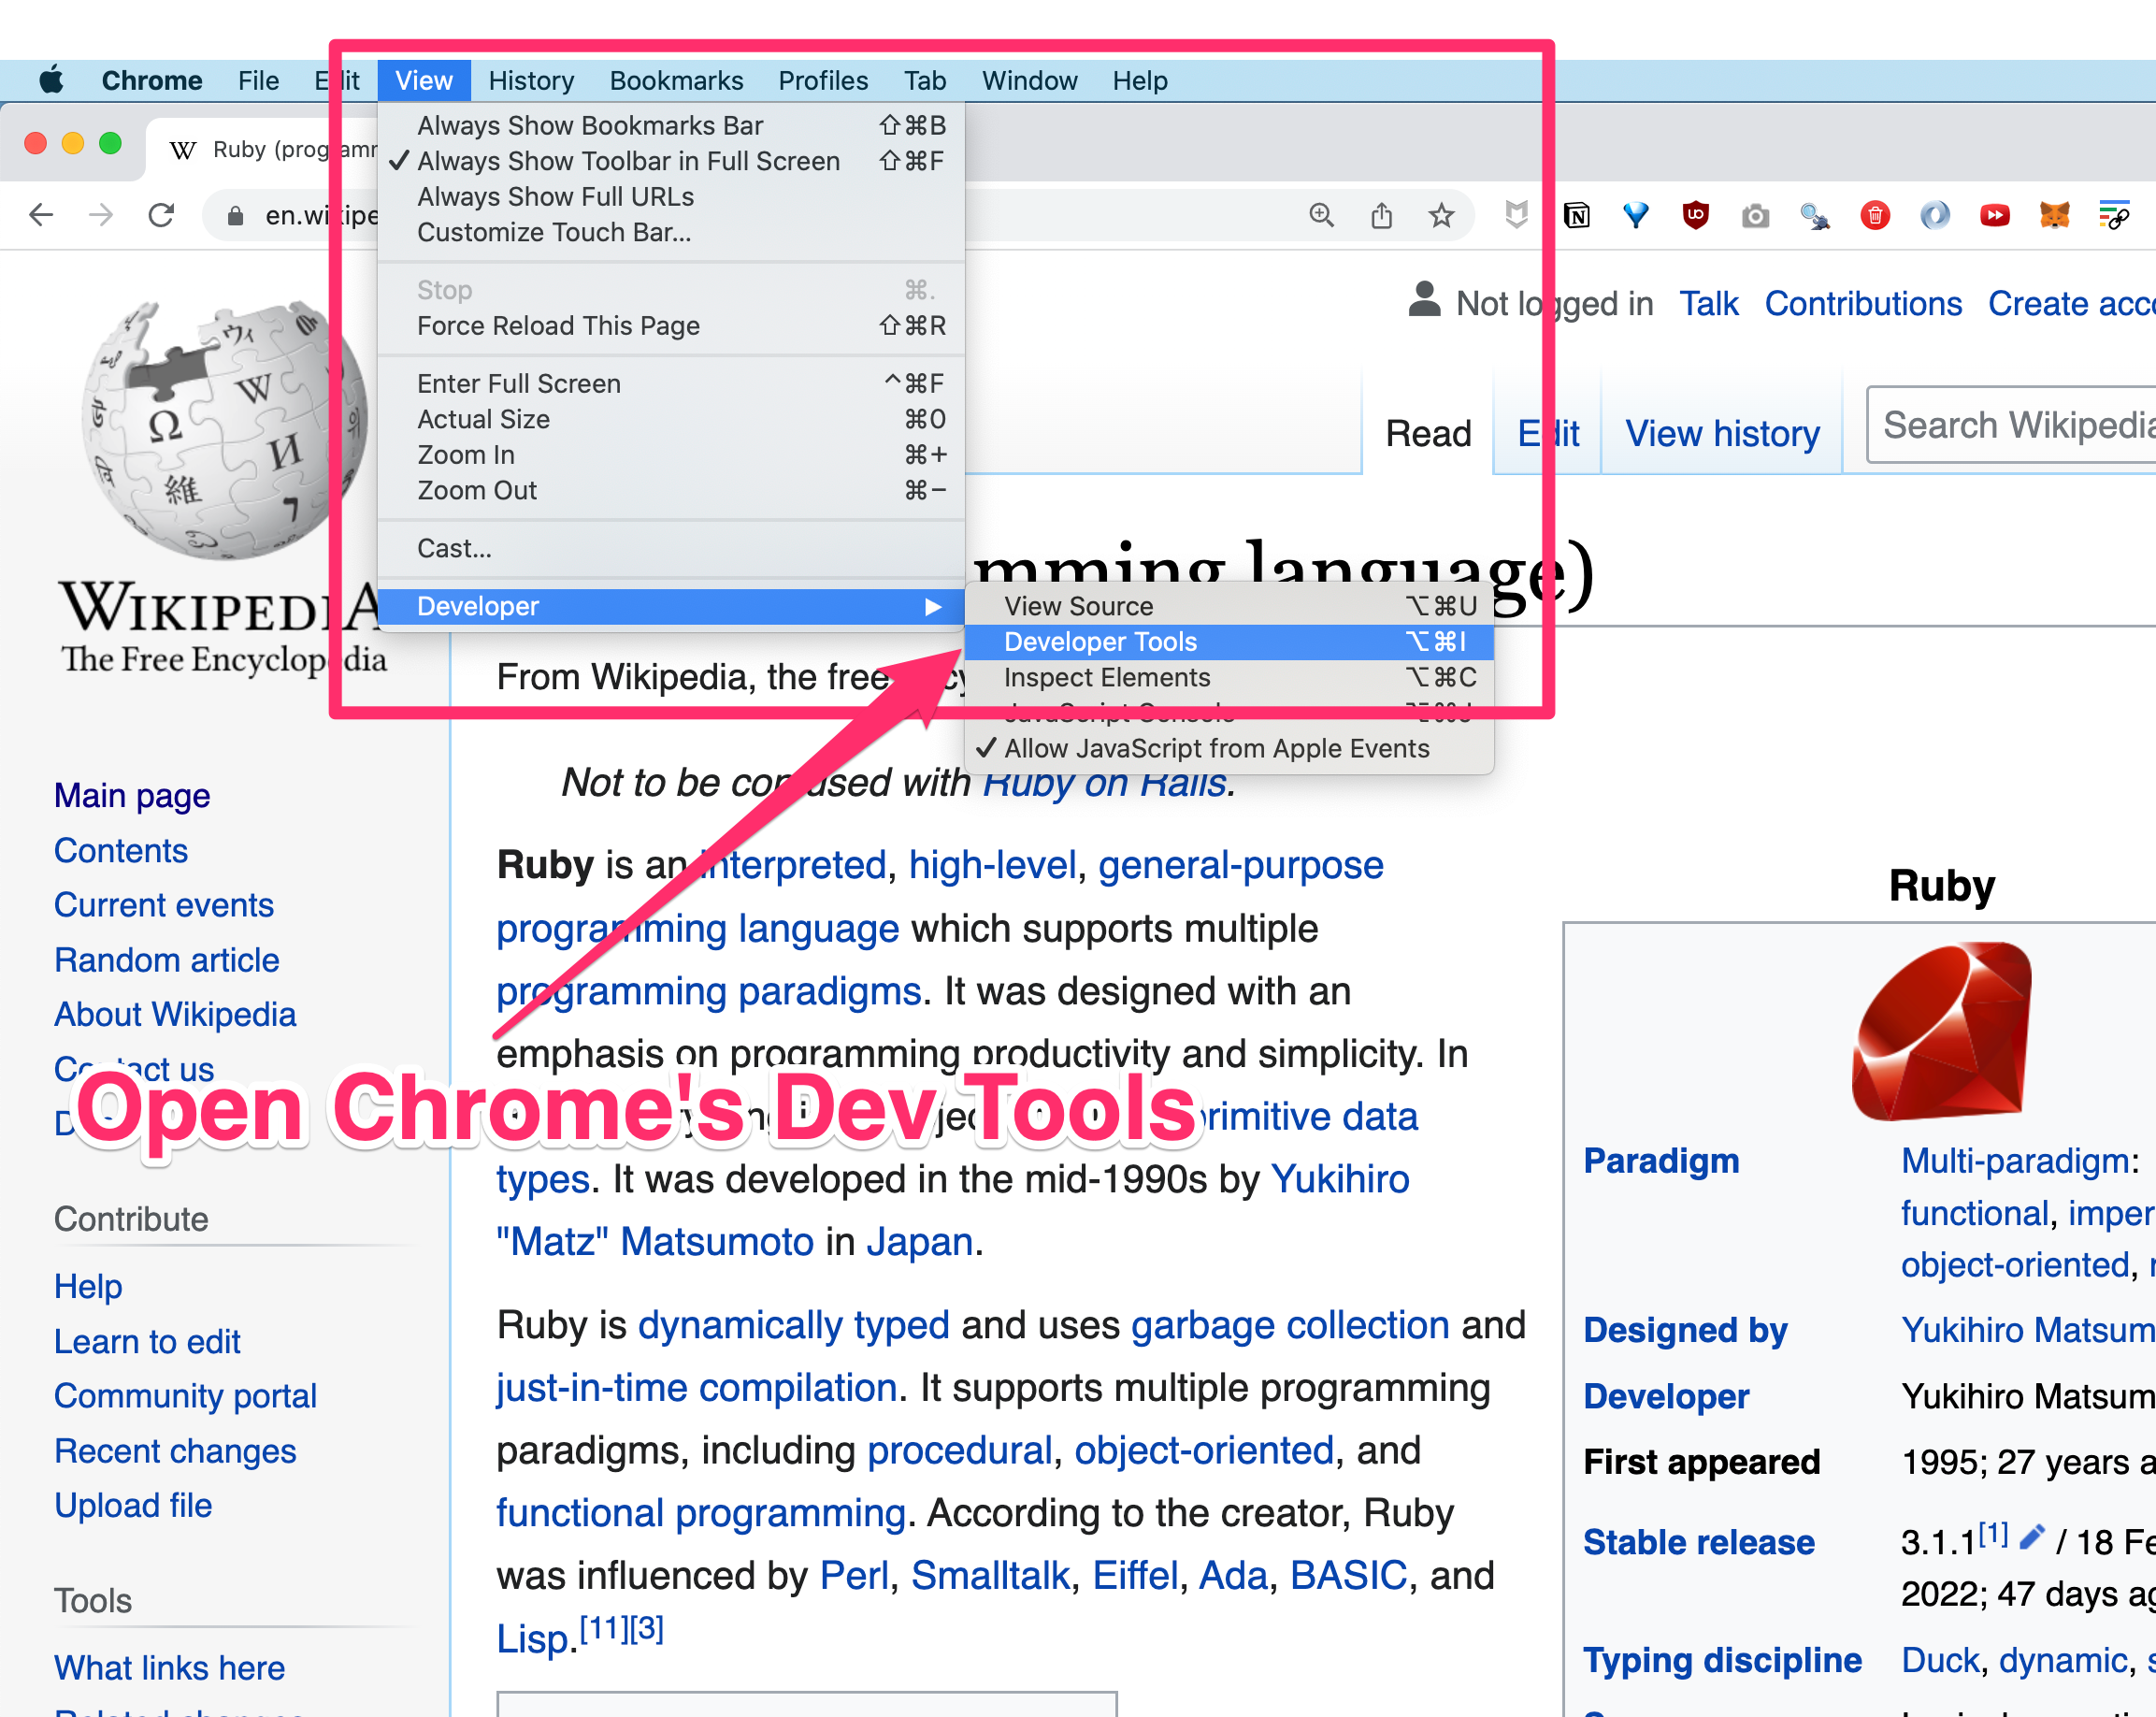 Chrome File Edit View History Bookmarks Profiles Tab Window Help
W Ruby (programm
en.wikipe
Always Show Bookmarks Bar ⇧⌘B
✓ Always Show Toolbar in Full Screen ⇧⌘F
Always Show Full URLs
Customize Touch Bar...
Stop ⌘.
Force Reload This Page ⇧⌘R
Enter Full Screen ^⌘F
Actual Size ⌘0
Zoom In ⌘+
Zoom Out ⌘−
Cast...
Developer ▶
View Source ⌥⌘U
Developer Tools ⌥⌘I
Inspect Elements ⌥⌘C
JavaScript Console ⌥⌘J
✓ Allow JavaScript from Apple Events
Not logged in Talk Contributions Create acco
Read Edit View history Search Wikipedia
mming language)
WIKIPEDIA
The Free Encyclopedia
Main page
Contents
Current events
Random article
About Wikipedia
Contact us
Contribute
Help
Learn to edit
Community portal
Recent changes
Upload file
Tools
What links here
Related changes
From Wikipedia, the free
Not to be confused with Ruby on Rails.
Ruby is an interpreted, high-level, general-purpose
programming language which supports multiple
programming paradigms. It was designed with an
emphasis on programming productivity and simplicity. In
primitive data
types. It was developed in the mid-1990s by Yukihiro
"Matz" Matsumoto in Japan.
Open Chrome's Dev Tools
Ruby is dynamically typed and uses garbage collection and
just-in-time compilation. It supports multiple programming
paradigms, including procedural, object-oriented, and
functional programming. According to the creator, Ruby
was influenced by Perl, Smalltalk, Eiffel, Ada, BASIC, and
Lisp.[11][3]
Ruby
Paradigm Multi-paradigm:
functional, imper
object-oriented,
Designed by Yukihiro Matsum
Developer Yukihiro Matsum
First appeared 1995; 27 years a
Stable release 3.1.1[1] / 18 Fe
2022; 47 days ag
Typing discipline Duck, dynamic, s